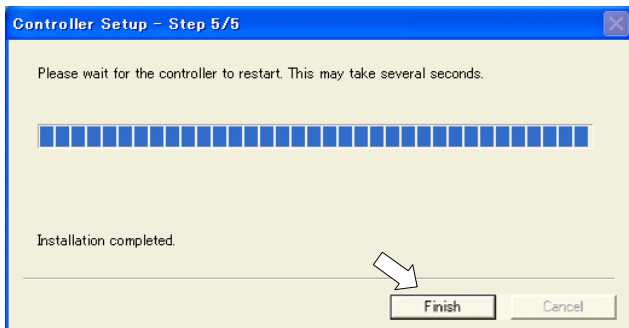 Controller Setup - Step 5/5
Please wait for the controller to restart. This may take several seconds.
Installation completed.
Finish
Cancel